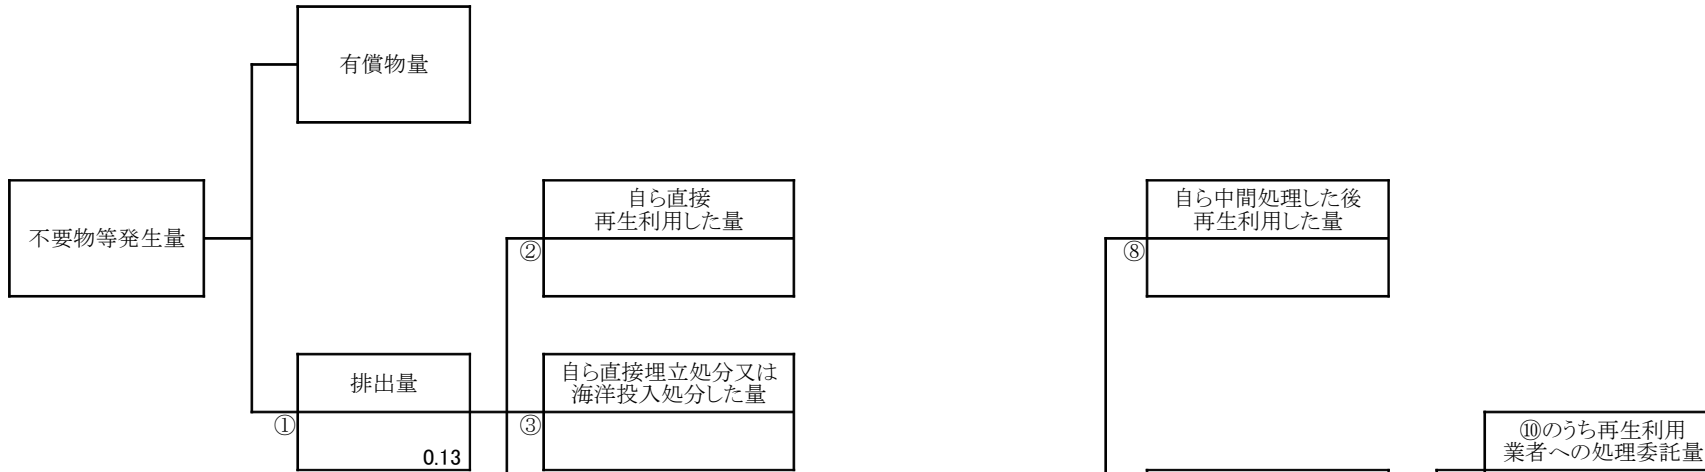 有償物量
不要物等発生量
自ら直接
再生利用した量
②
自ら中間処理した後
再生利用した量
⑧
排出量
①
0.13
自ら直接埋立処分又は
海洋投入処分した量
③
⑩のうち再生利用
業者への処理委託量